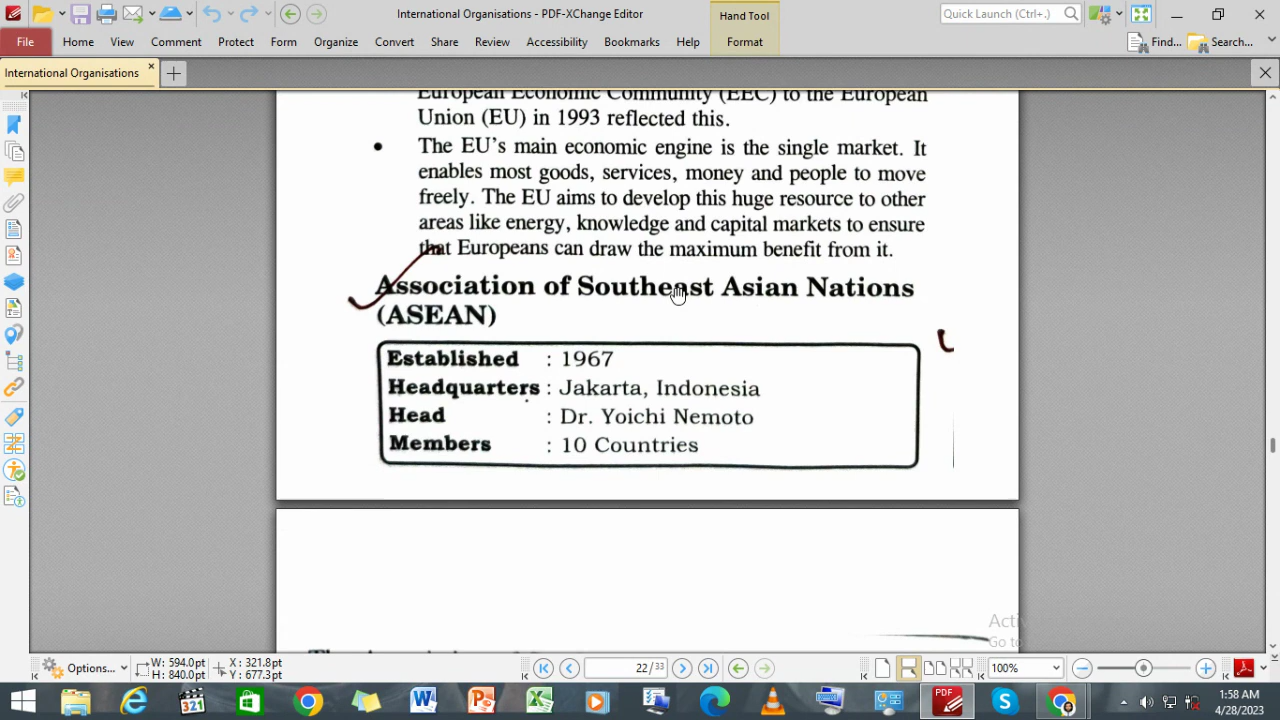 International Organisations - PDF-XChange Editor
Hand Tool
Quick Launch (Ctrl+.)
File
Home
View
Comment
Protect
Form
Organize
Convert
Share
Review
Accessibility
Bookmarks
Help
Format
Find...
Search...
International Organisations
European Economic Community (EEC) to the European
Union (EU) in 1993 reflected this.
• The EU's main economic engine is the single market. It
enables most goods, services, money and people to move
freely. The EU aims to develop this huge resource to other
areas like energy, knowledge and capital markets to ensure
that Europeans can draw the maximum benefit from it.
Association of Southeast Asian Nations
(ASEAN)
Established : 1967
Headquarters : Jakarta, Indonesia
Head : Dr. Yoichi Nemoto
Members : 10 Countries
Go to
Options...
W: 594.0pt
H: 840.0pt
X: 321.8pt
Y: 677.3pt
22 / 33
100%
321
PDF
1:58 AM
4/28/2023